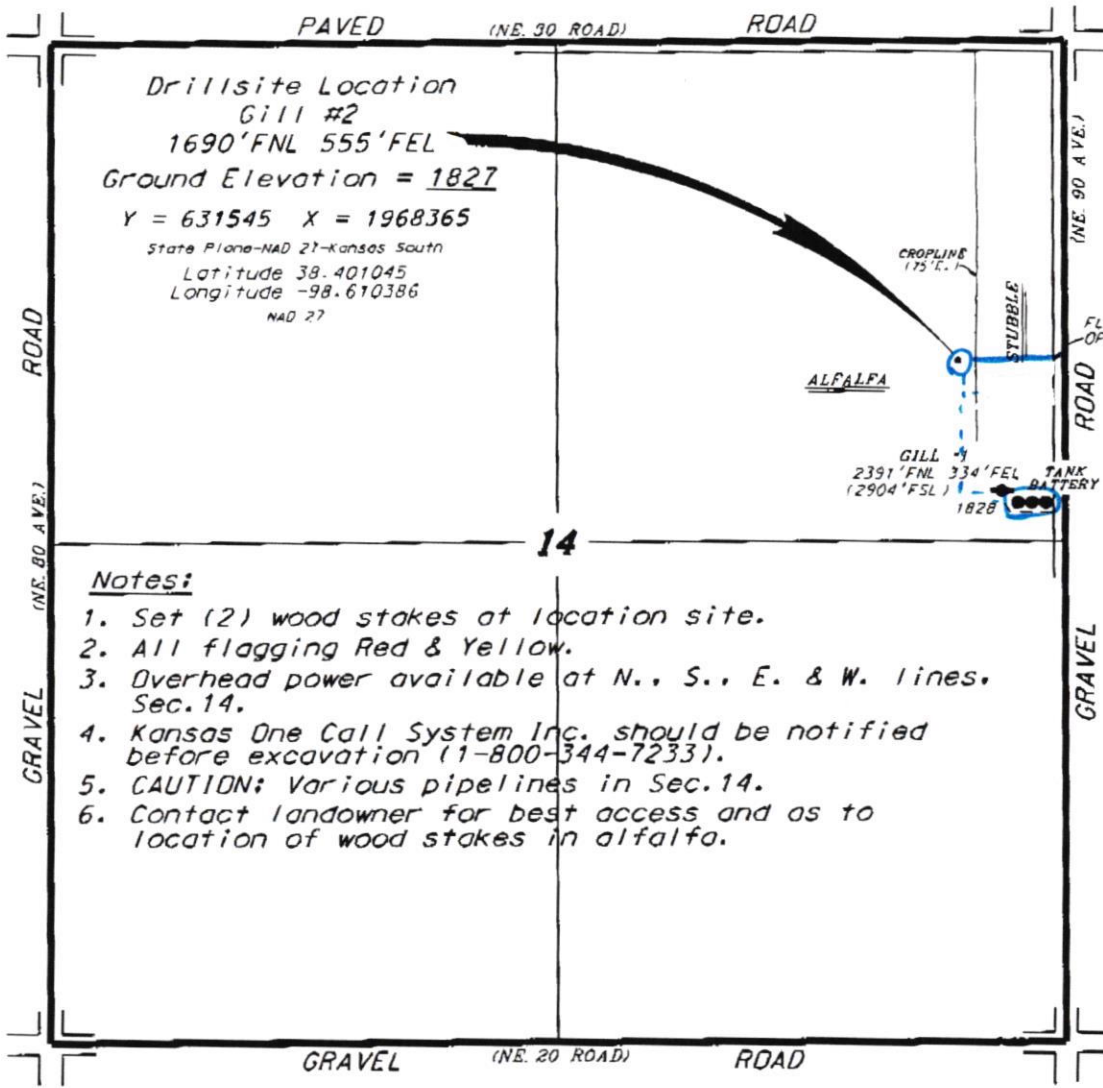 PAVED (NE. 30 ROAD) ROAD
Drillsite Location
Gill #2
1690'FNL 555'FEL
Ground Elevation = 1827
Y = 631545 X = 1968365
State Plane-NAD 27-Kansas South
Latitude 38.401045
Longitude -98.610386
NAD 27
(NE. 90 AVE.)
CROPLINE
(75'E.)
STUBBLE
ROAD
FL
OP
ROAD
ALFALFA
GILL
2391'FNL 334'FEL
(2904'FSL)
1828
TANK
BATTERY
(NE. 80 AVE.)
14
Notes:
1. Set (2) wood stakes at location site.
2. All flagging Red & Yellow.
3. Overhead power available at N., S., E. & W. lines,
Sec.14.
4. Kansas One Call System Inc. should be notified
before excavation (1-800-344-7233).
5. CAUTION: Various pipelines in Sec.14.
6. Contact landowner for best access and as to
location of wood stakes in alfalfa.
GRAVEL
GRAVEL
GRAVEL (NE. 20 ROAD) ROAD